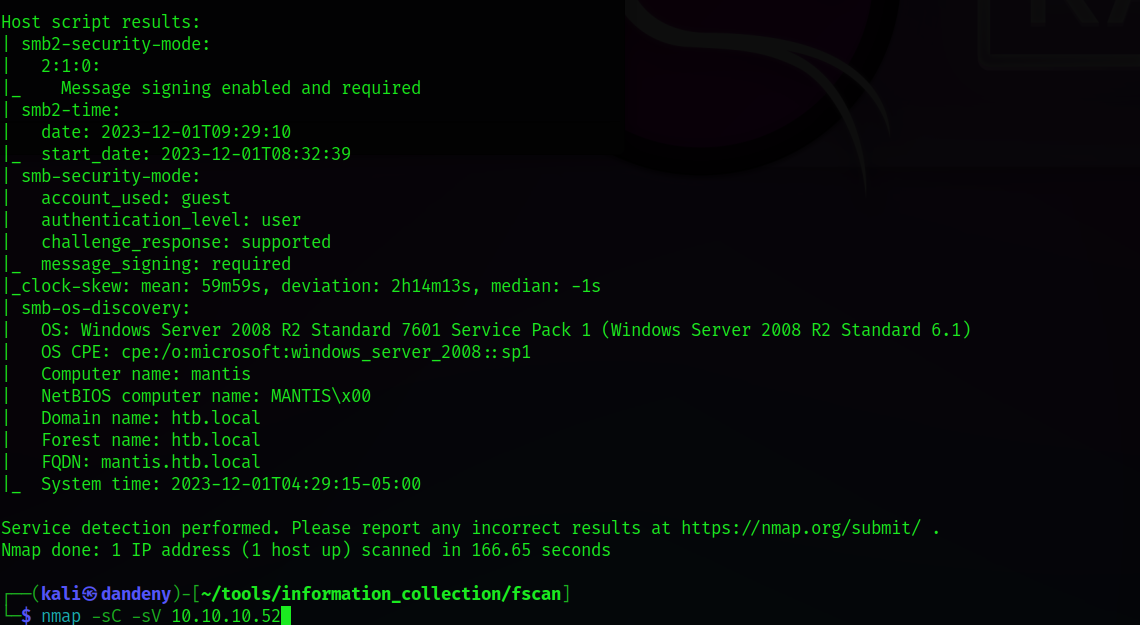 Host script results:
| smb2-security-mode:
|   2:1:0:
|_    Message signing enabled and required
| smb2-time:
|   date: 2023-12-01T09:29:10
|_  start_date: 2023-12-01T08:32:39
| smb-security-mode:
|   account_used: guest
|   authentication_level: user
|   challenge_response: supported
|_  message_signing: required
|_clock-skew: mean: 59m59s, deviation: 2h14m13s, median: -1s
| smb-os-discovery:
|   OS: Windows Server 2008 R2 Standard 7601 Service Pack 1 (Windows Server 2008 R2 Standard 6.1)
|   OS CPE: cpe:/o:microsoft:windows_server_2008::sp1
|   Computer name: mantis
|   NetBIOS computer name: MANTIS\x00
|   Domain name: htb.local
|   Forest name: htb.local
|   FQDN: mantis.htb.local
|_  System time: 2023-12-01T04:29:15-05:00
Service detection performed. Please report any incorrect results at https://nmap.org/submit/ .
Nmap done: 1 IP address (1 host up) scanned in 166.65 seconds
┌──(kali㉿dandeny)-[~/tools/information_collection/fscan]
└─$ nmap -sC -sV 10.10.10.52